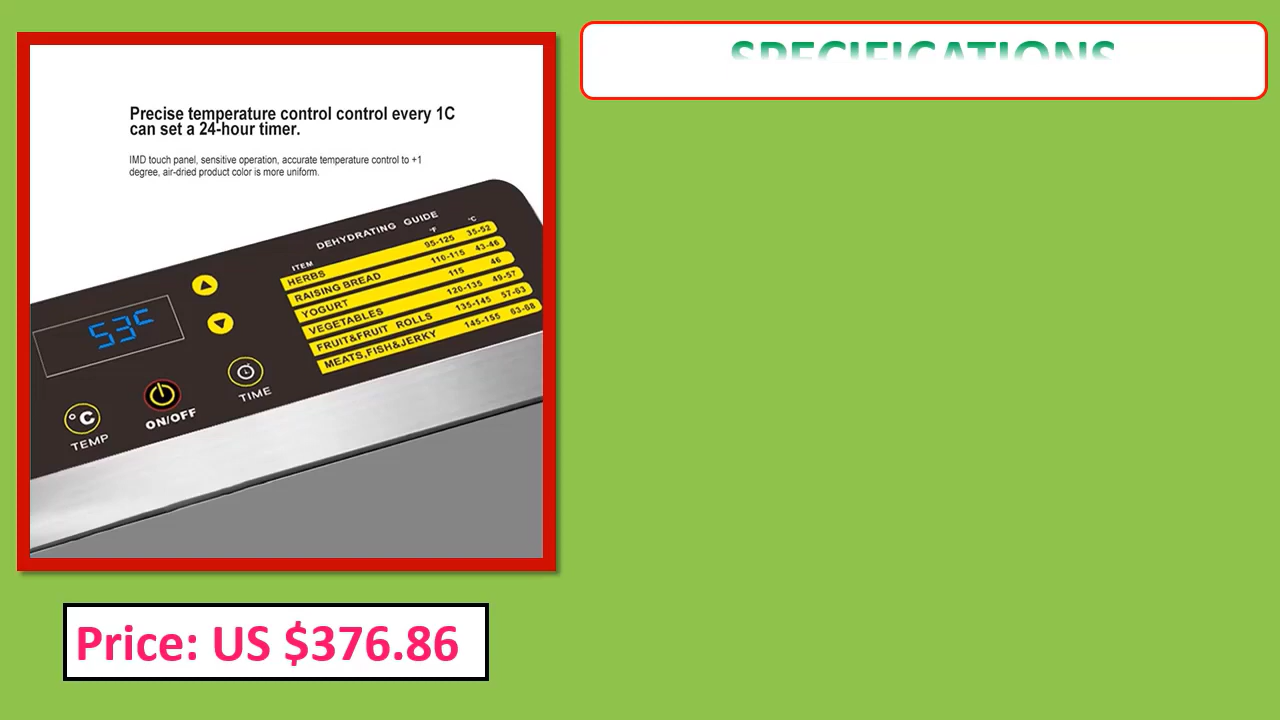 SPECIFICATIONS
Precise temperature control control every 1C
can set a 24-hour timer.
IMD touch panel, sensitive operation, accurate temperature control to +1
degree, air-dried product color is more uniform.
DEHYDRATING GUIDE
ITEM °F °C
HERBS 95-125 35-52
RAISING BREAD 110-115 43-46
YOGURT 115 46
VEGETABLES 120-135 49-57
FRUIT&FRUIT ROLLS 135-145 57-63
MEATS,FISH&JERKY 145-155 63-68
53c
°C
TEMP
ON/OFF
TIME
Price: US $376.86